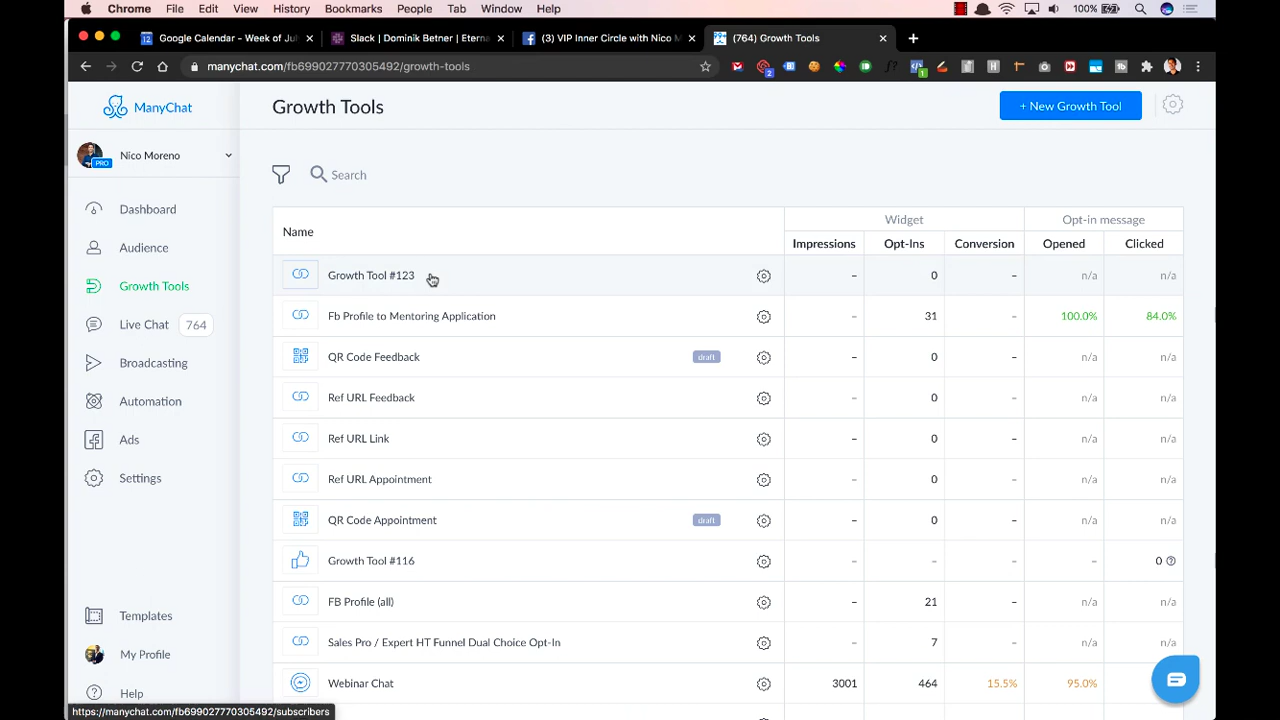 Chrome File Edit View History Bookmarks People Tab Window Help 100%
Google Calendar - Week of Ju
Slack | Dominik Betner | Eterna
(3) VIP Inner Circle with Nico M
(764) Growth Tools
manychat.com/fb699027770305492/growth-tools
ManyChat
Growth Tools
+ New Growth Tool
Nico Moreno
PRO
Search
Dashboard
Audience
Growth Tools
Live Chat 764
Broadcasting
Automation
Ads
Settings
Templates
My Profile
Help
Widget Opt-in message
Name Impressions Opt-Ins Conversion Opened Clicked
Growth Tool #123 – 0 – n/a n/a
Fb Profile to Mentoring Application – 31 – 100.0% 84.0%
QR Code Feedback draft – 0 – n/a n/a
Ref URL Feedback – 0 – n/a n/a
Ref URL Link – 0 – n/a n/a
Ref URL Appointment – 0 – n/a n/a
QR Code Appointment draft – 0 – n/a n/a
Growth Tool #116 – – – – 0
FB Profile (all) – 21 – n/a n/a
Sales Pro / Expert HT Funnel Dual Choice Opt-In – 7 – n/a n/a
Webinar Chat 3001 464 15.5% 95.0%
https://manychat.com/fb699027770305492/subscribers